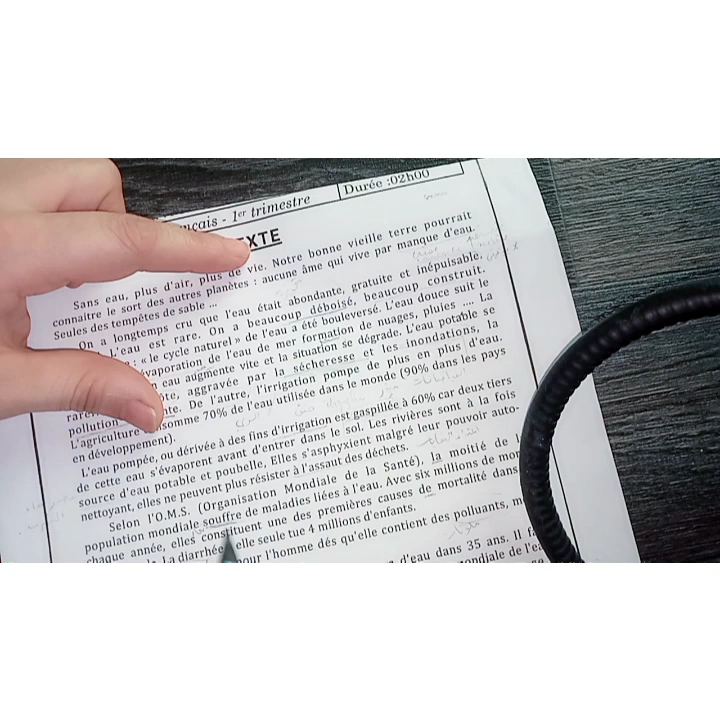 çais - 1er trimestre
Durée :02h00
XTE
Sans eau, plus d'air, plus de vie. Notre bonne vieille terre pourrait
connaitre le sort des autres planètes : aucune âme qui vive par manque d'eau.
Seules des tempêtes de sable ...
On a longtemps cru que l'eau était abondante, gratuite et inépuisable.
L'eau est rare. On a beaucoup déboisé, beaucoup construit.
: « le cycle naturel » de l'eau a été bouleversé. L'eau douce suit le
évaporation de l'eau de mer formation de nuages, pluies .... La
eau augmente vite et la situation se dégrade. L'eau potable se
te, aggravée par la sécheresse et les inondations, la
pollution De l'autre, l'irrigation pompe de plus en plus d'eau.
L'agriculture somme 70% de l'eau utilisée dans le monde (90% dans les pays
en développement).
L'eau pompée, ou dérivée à des fins d'irrigation est gaspillée à 60% car deux tiers
de cette eau s'évaporent avant d'entrer dans le sol. Les rivières sont à la fois
source d'eau potable et poubelle, Elles s'asphyxient malgré leur pouvoir auto-
nettoyant, elles ne peuvent plus résister à l'assaut des déchets.
Selon l'O.M.S. (Organisation Mondiale de la Santé), la moitié de
population mondiale souffre de maladies liées à l'eau. Avec six millions de
chaque année, elles constituent une des premières causes de mortalité dans
La diarrhée elle seule tue 4 millions d'enfants.
pour l'homme dés qu'elle contient des polluants,
d'eau dans 35 ans. Il
mondiale de